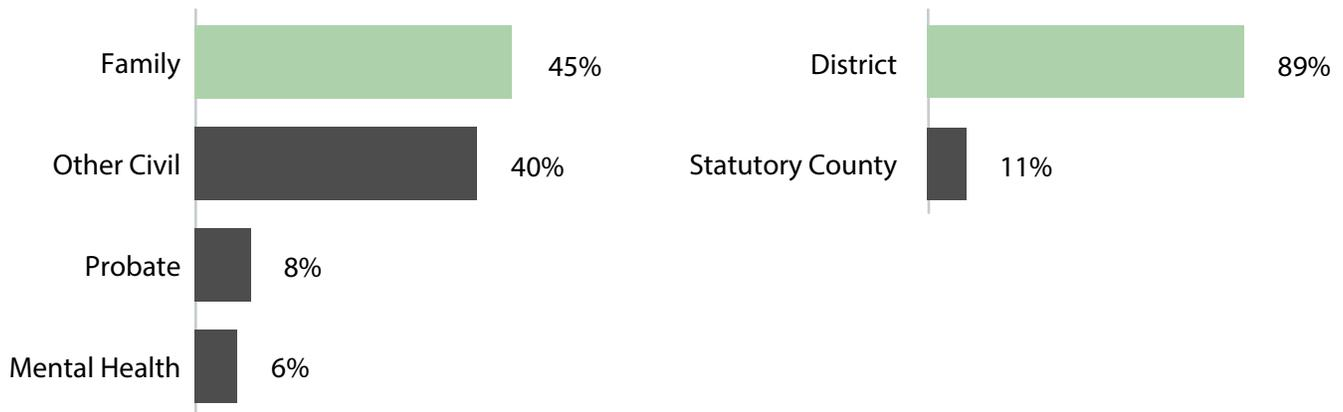 Family 45%
Other Civil 40%
Probate 8%
Mental Health 6%
District 89%
Statutory County 11%